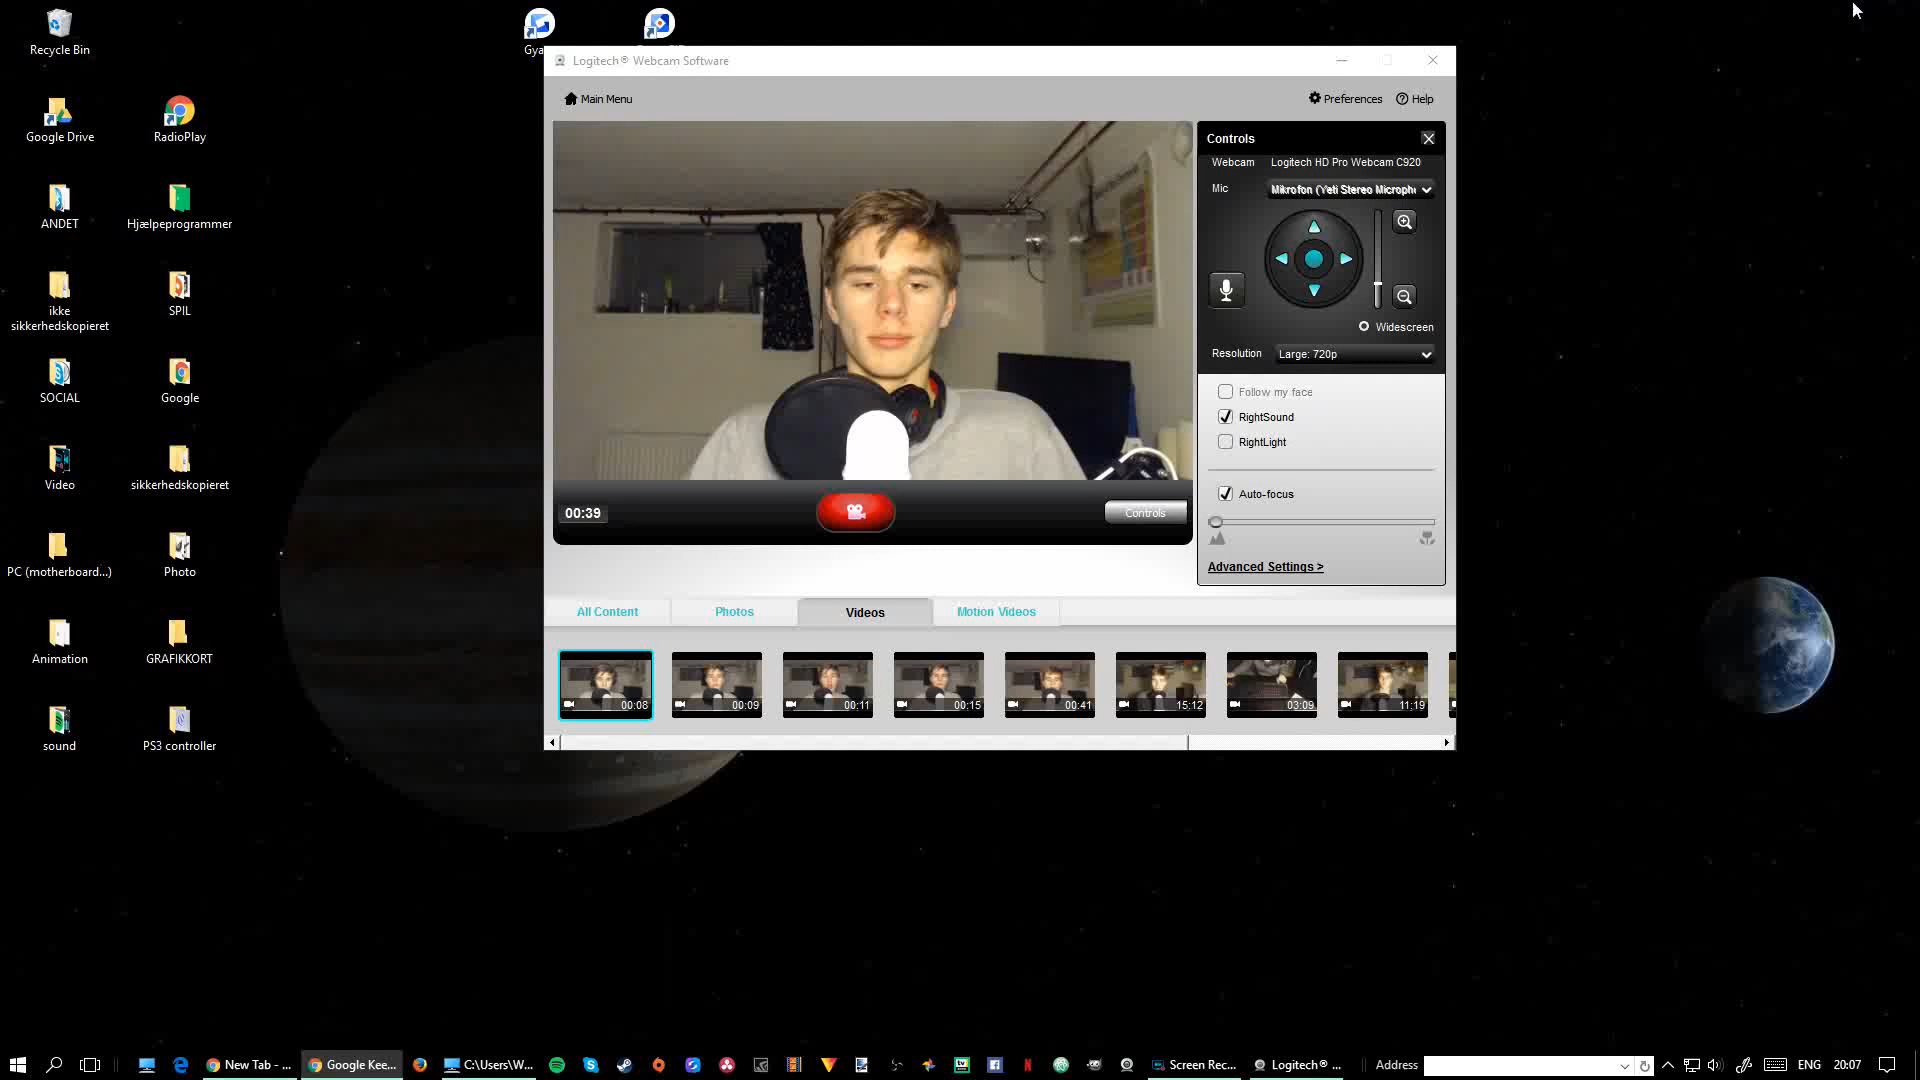 Recycle Bin
Gya
Google Drive
RadioPlay
ANDET
Hjælpeprogrammer
ikke
sikkerhedskopieret
SPIL
SOCIAL
Google
Video
sikkerhedskopieret
PC (motherboard...)
Photo
Animation
GRAFIKKORT
sound
PS3 controller
Logitech® Webcam Software
Main Menu
Preferences
Help
Controls
Webcam Logitech HD Pro Webcam C920
Mic Mikrofon (Yeti Stereo Microph
Widescreen
Resolution Large: 720p
Follow my face
RightSound
RightLight
Auto-focus
Advanced Settings >
00:39
Controls
All Content Photos Videos Motion Videos
00:08 00:09 00:11 00:15 00:41 15:12 03:09 11:19
New Tab - ... Google Kee... C:\Users\W... Screen Rec... Logitech® ... Address ENG 20:07